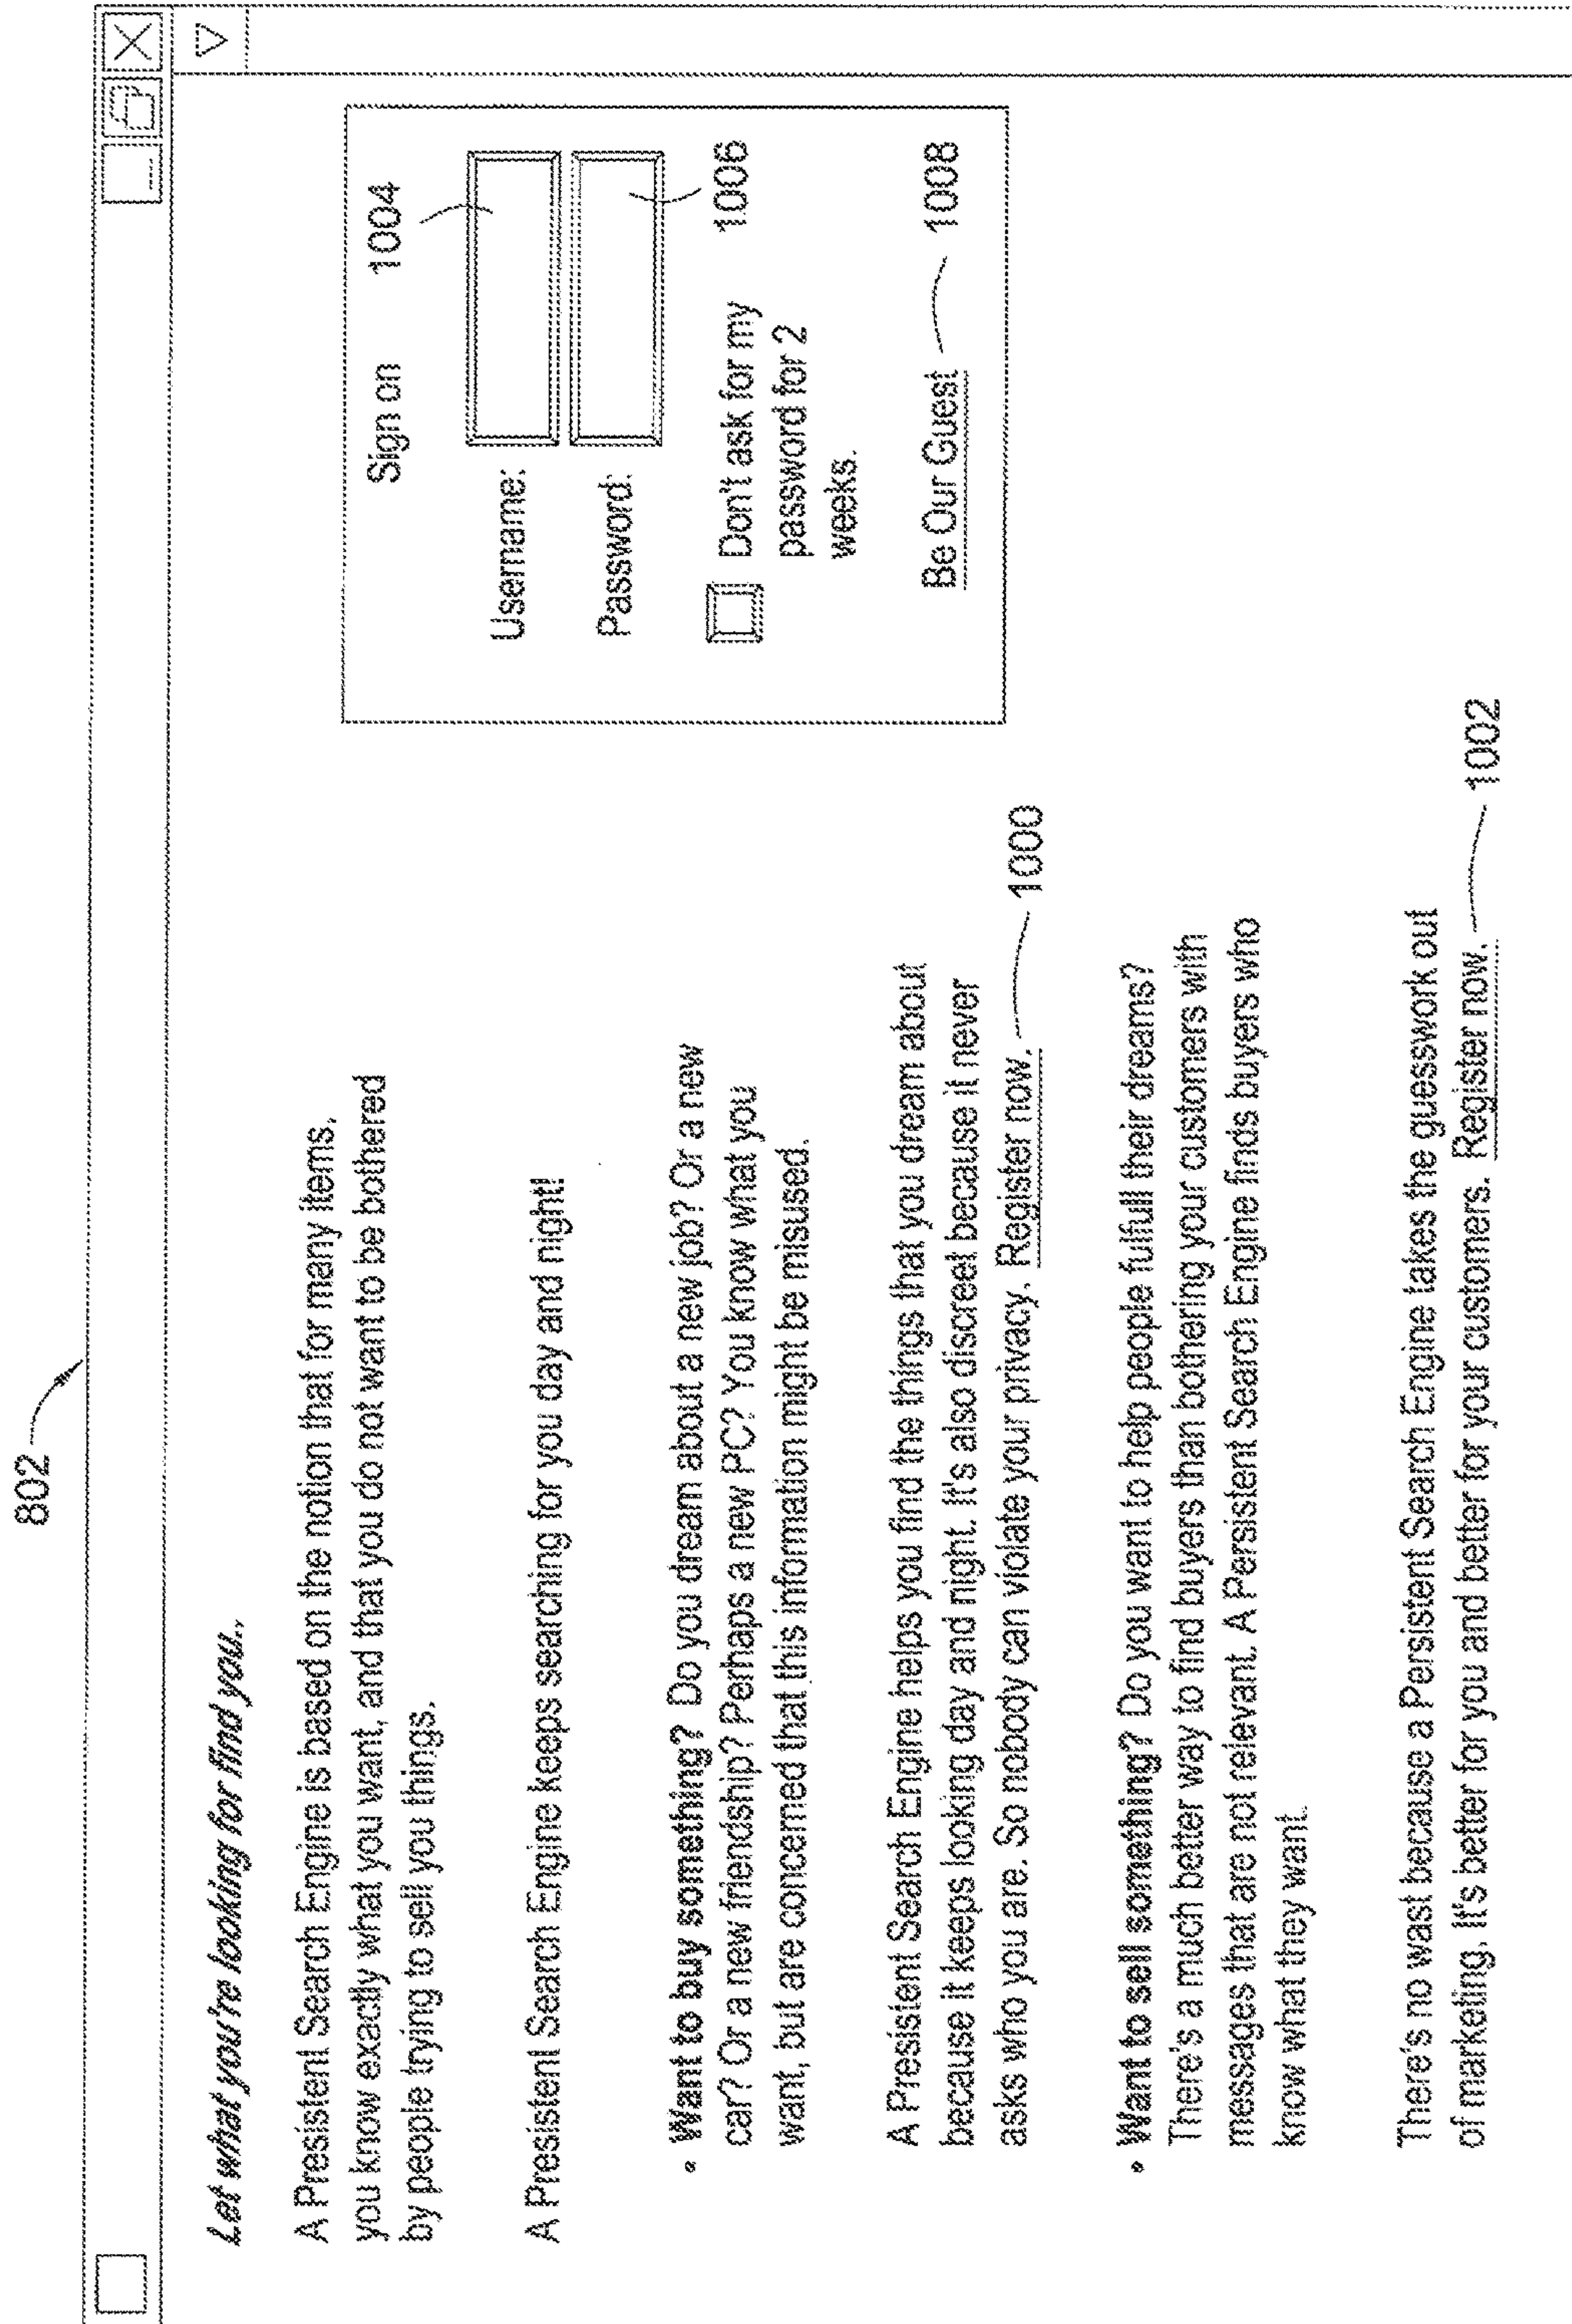 802
Let what you're looking for find you..
A Presistent Search Engine is based on the notion that for many items,
you know exactly what you want, and that you do not want to be bothered
by people trying to sell you things.
A Presistent Search Engine keeps searching for you day and night!
• Want to buy something? Do you dream about a new job? Or a new
car? Or a new friendship? Perhaps a new PC? You know what you
want, but are concerned that this information might be misused.
A Presistent Search Engine helps you find the things that you dream about
because it keeps looking day and night. It's also discreet because it never
asks who you are. So nobody can violate your privacy. Register now. 1000
• Want to sell something? Do you want to help people fulfull their dreams?
There's a much better way to find buyers than bothering your customers with
messages that are not relevant. A Persistent Search Engine finds buyers who
know what they want.
There's no wast because a Persistent Search Engine takes the guesswork out
of marketing. It's better for you and better for your customers. Register now. 1002
Sign on 1004
Username:
Password:
Don't ask for my 1006
password for 2
weeks.
Be Our Guest 1008